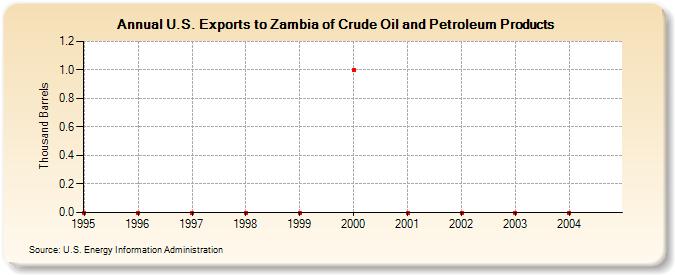 Annual U.S. Exports to Zambia of Crude Oil and Petroleum Products
Thousand Barrels
1.2
1.0
0.8
0.6
0.4
0.2
0.0
1995 1996 1997 1998 1999 2000 2001 2002 2003 2004
Source: U.S. Energy Information Administration